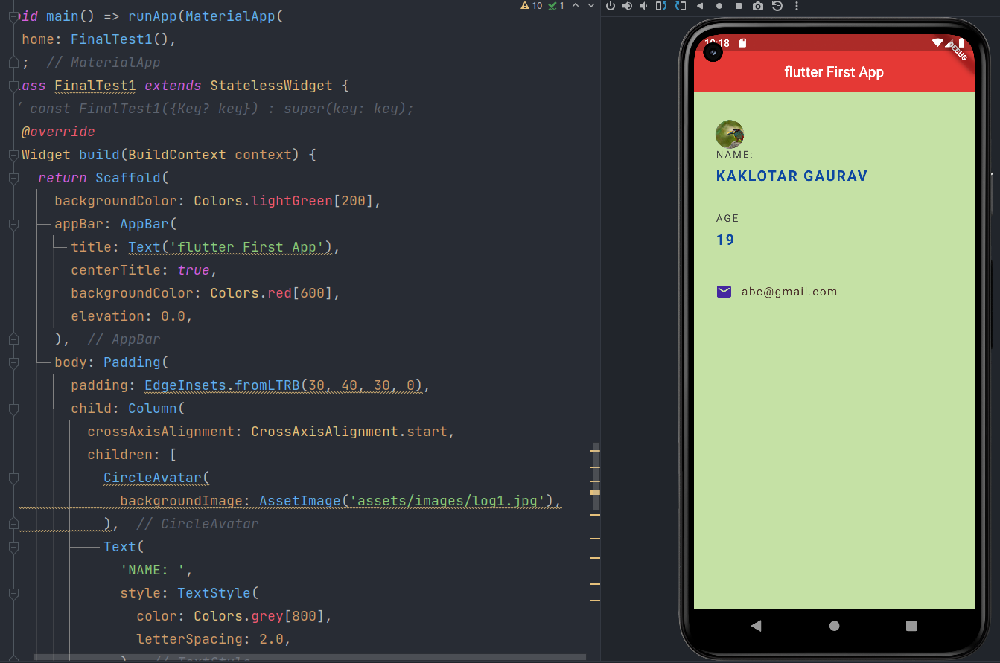 oid main() => runApp(MaterialApp(
home: FinalTest1(),
; // MaterialApp
ass FinalTest1 extends StatelessWidget {
const FinalTest1({Key? key}) : super(key: key);
@override
Widget build(BuildContext context) {
return Scaffold(
backgroundColor: Colors.lightGreen[200],
appBar: AppBar(
title: Text('flutter First App'),
centerTitle: true,
backgroundColor: Colors.red[600],
elevation: 0.0,
), // AppBar
body: Padding(
padding: EdgeInsets.fromLTRB(30, 40, 30, 0),
child: Column(
crossAxisAlignment: CrossAxisAlignment.start,
children: [
CircleAvatar(
backgroundImage: AssetImage('assets/images/log1.jpg'),
), // CircleAvatar
Text(
'NAME: ',
style: TextStyle(
color: Colors.grey[800],
letterSpacing: 2.0,
), // TextStyle
10 1
10:18
DEBUG
flutter First App
NAME:
KAKLOTAR GAURAV
AGE
19
abc@gmail.com